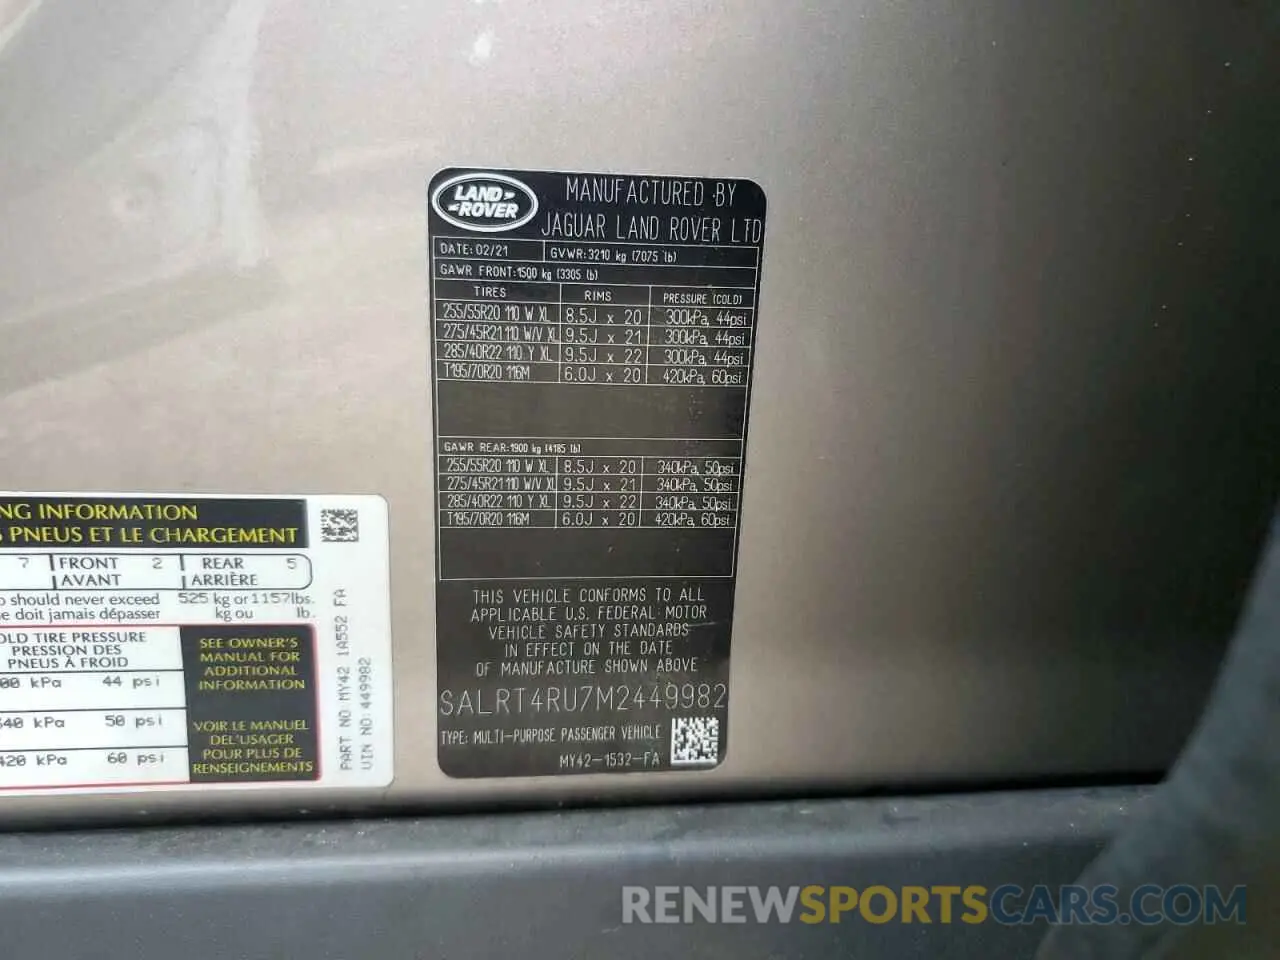 LAND
ROVER
MANUFACTURED BY
JAGUAR LAND ROVER LTD
DATE: 02/21 GVWR:3210 kg (7075 lb)
GAWR FRONT:1500 kg (3305 lb)
TIRES RIMS PRESSURE (COLD)
255/55R20 110 W XL 8.5J x 20 300kPa, 44psi
275/45R21 110 W/V XL 9.5J x 21 300kPa, 44psi
285/40R22 110 Y XL 9.5J x 22 300kPa, 44psi
T195/70R20 116M 6.0J x 20 420kPa, 60psi
GAWR REAR:1900 kg (4185 lb)
255/55R20 110 W XL 8.5J x 20 340kPa, 50psi
275/45R21 110 W/V XL 9.5J x 21 340kPa, 50psi
285/40R22 110 Y XL 9.5J x 22 340kPa, 50psi
T195/70R20 116M 6.0J x 20 420kPa, 60psi
THIS VEHICLE CONFORMS TO ALL
APPLICABLE U.S. FEDERAL MOTOR
VEHICLE SAFETY STANDARDS
IN EFFECT ON THE DATE
OF MANUFACTURE SHOWN ABOVE
SALRT4RU7M2449982
TYPE: MULTI-PURPOSE PASSENGER VEHICLE
MY42-1532-FA
NG INFORMATION
PNEUS ET LE CHARGEMENT
7 FRONT 2 REAR 5
AVANT ARRIÈRE
o should never exceed 525 kg or 1157lbs.
e doit jamais dépasser kg ou lb.
OLD TIRE PRESSURE
PRESSION DES
PNEUS À FROID
00 kPa 44 psi
340 kPa 50 psi
420 kPa 60 psi
SEE OWNER'S
MANUAL FOR
ADDITIONAL
INFORMATION
VOIR LE MANUEL
DE L'USAGER
POUR PLUS DE
RENSEIGNEMENTS
PART NO: MY42 1A552 FA
VIN NO: 449982
RENEWSPORTSCARS.COM